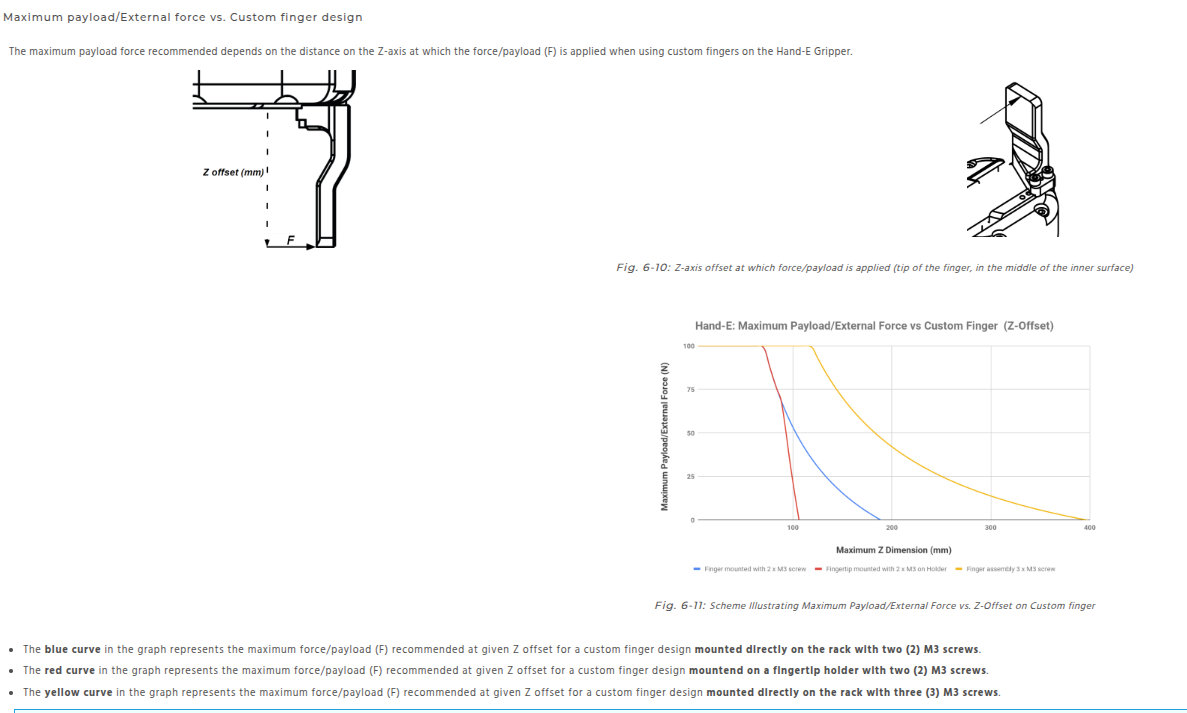 Maximum payload/External force vs. Custom finger design
The maximum payload force recommended depends on the distance on the Z-axis at which the force/payload (F) is applied when using custom fingers on the Hand-E Gripper.
Z offset (mm)
F
Fig. 6-10: Z-axis offset at which force/payload is applied (tip of the finger, in the middle of the inner surface)
Hand-E: Maximum Payload/External Force vs Custom Finger (Z-Offset)
Maximum Payload/External Force (N)
100
75
50
25
0
100 200 300 400
Maximum Z Dimension (mm)
Finger mounted with 2 x M3 screw Fingertip mounted with 2 x M3 on Holder Finger assembly 3 x M3 screw
Fig. 6-11: Scheme Illustrating Maximum Payload/External Force vs. Z-Offset on Custom finger
• The blue curve in the graph represents the maximum force/payload (F) recommended at given Z offset for a custom finger design mounted directly on the rack with two (2) M3 screws.
• The red curve in the graph represents the maximum force/payload (F) recommended at given Z offset for a custom finger design mountend on a fingertip holder with two (2) M3 screws.
• The yellow curve in the graph represents the maximum force/payload (F) recommended at given Z offset for a custom finger design mounted directly on the rack with three (3) M3 screws.